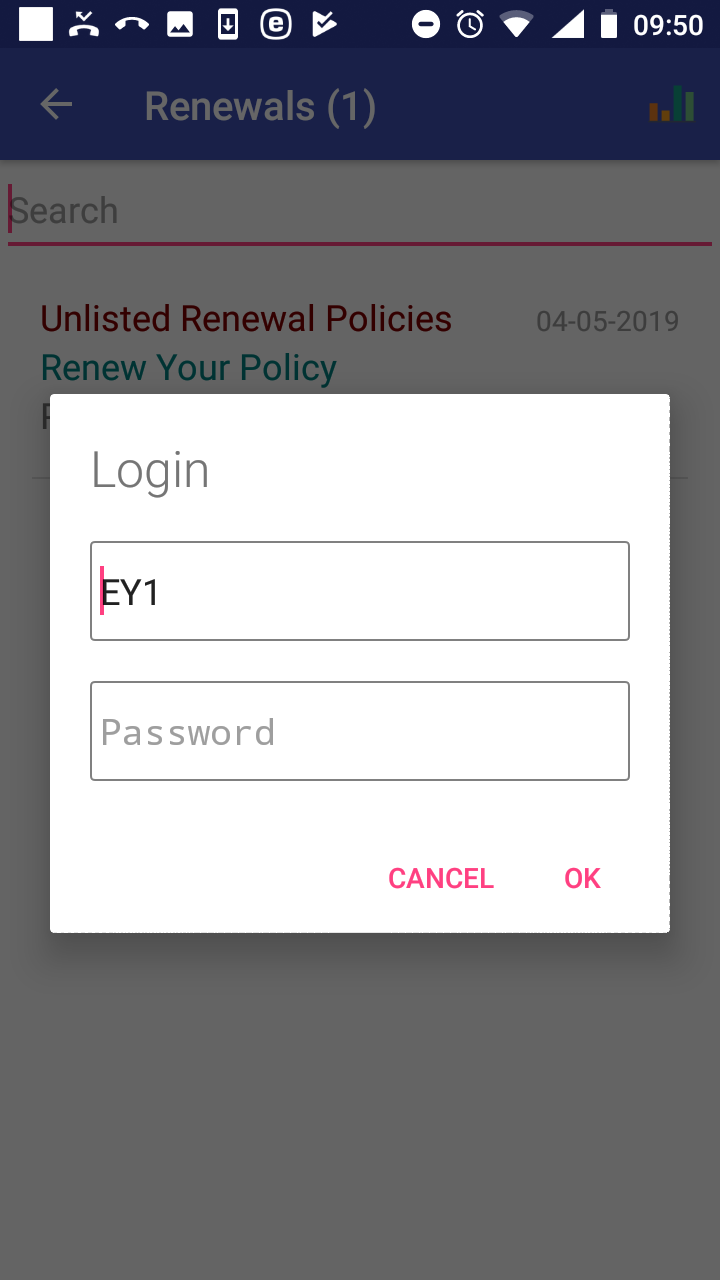 09:50
Renewals (1)
Search
Unlisted Renewal Policies 04-05-2019
Renew Your Policy
Login
EY1
Password
CANCEL OK